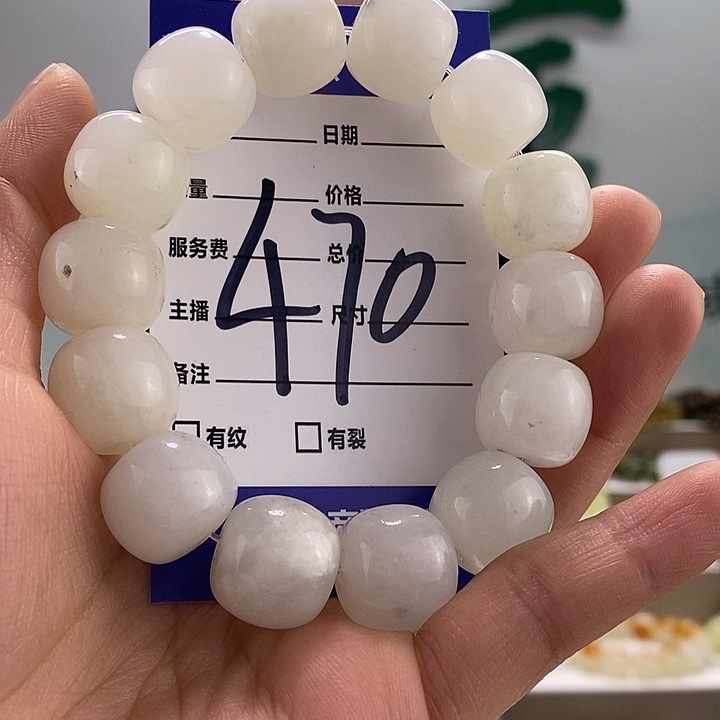 日期
量 价格
服务费 总价
主播 尺寸
备注
470
有纹 有裂